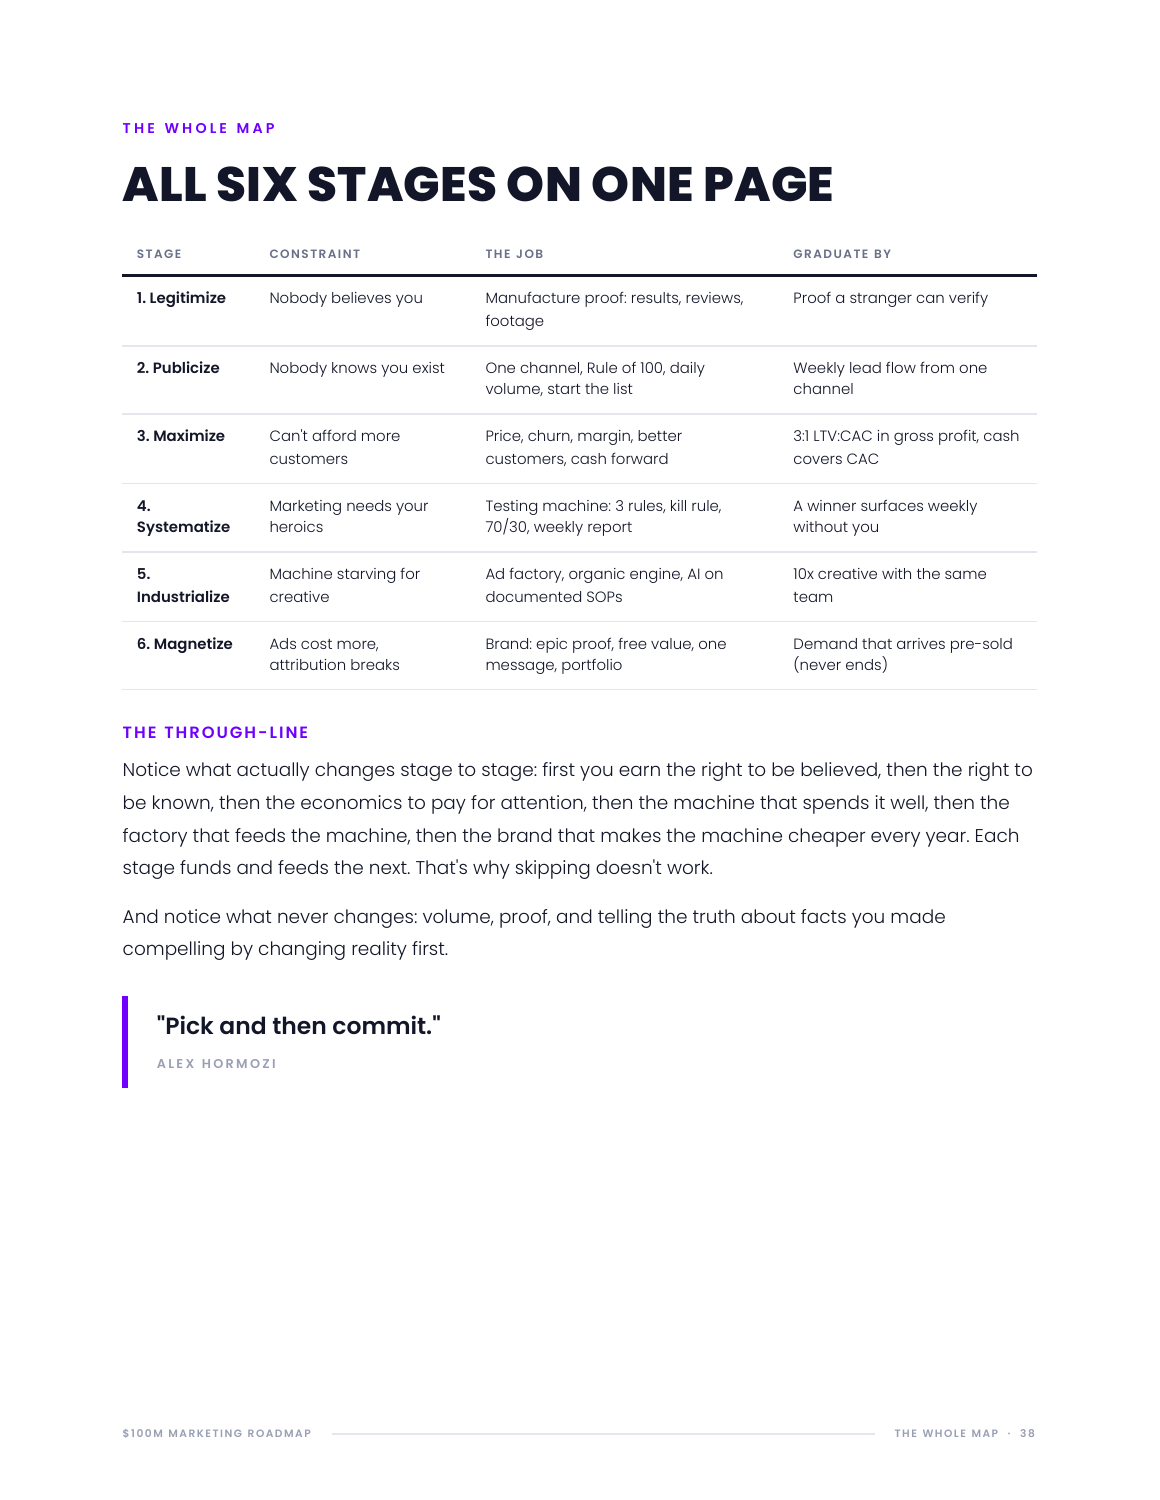 THE WHOLE MAP
ALL SIX STAGES ON ONE PAGE
STAGE CONSTRAINT THE JOB GRADUATE BY
1. Legitimize Nobody believes you Manufacture proof: results, reviews, Proof a stranger can verify
footage
2. Publicize Nobody knows you exist One channel, Rule of 100, daily Weekly lead flow from one
volume, start the list channel
3. Maximize Can't afford more Price, churn, margin, better 3:1 LTV:CAC in gross profit, cash
customers customers, cash forward covers CAC
4. Marketing needs your Testing machine: 3 rules, kill rule, A winner surfaces weekly
Systematize heroics 70/30, weekly report without you
5. Machine starving for Ad factory, organic engine, AI on 10x creative with the same
Industrialize creative documented SOPs team
6. Magnetize Ads cost more, Brand: epic proof, free value, one Demand that arrives pre-sold
attribution breaks message, portfolio (never ends)
THE THROUGH-LINE
Notice what actually changes stage to stage: first you earn the right to be believed, then the right to
be known, then the economics to pay for attention, then the machine that spends it well, then the
factory that feeds the machine, then the brand that makes the machine cheaper every year. Each
stage funds and feeds the next. That's why skipping doesn't work.
And notice what never changes: volume, proof, and telling the truth about facts you made
compelling by changing reality first.
"Pick and then commit."
ALEX HORMOZI
$100M MARKETING ROADMAP THE WHOLE MAP · 38